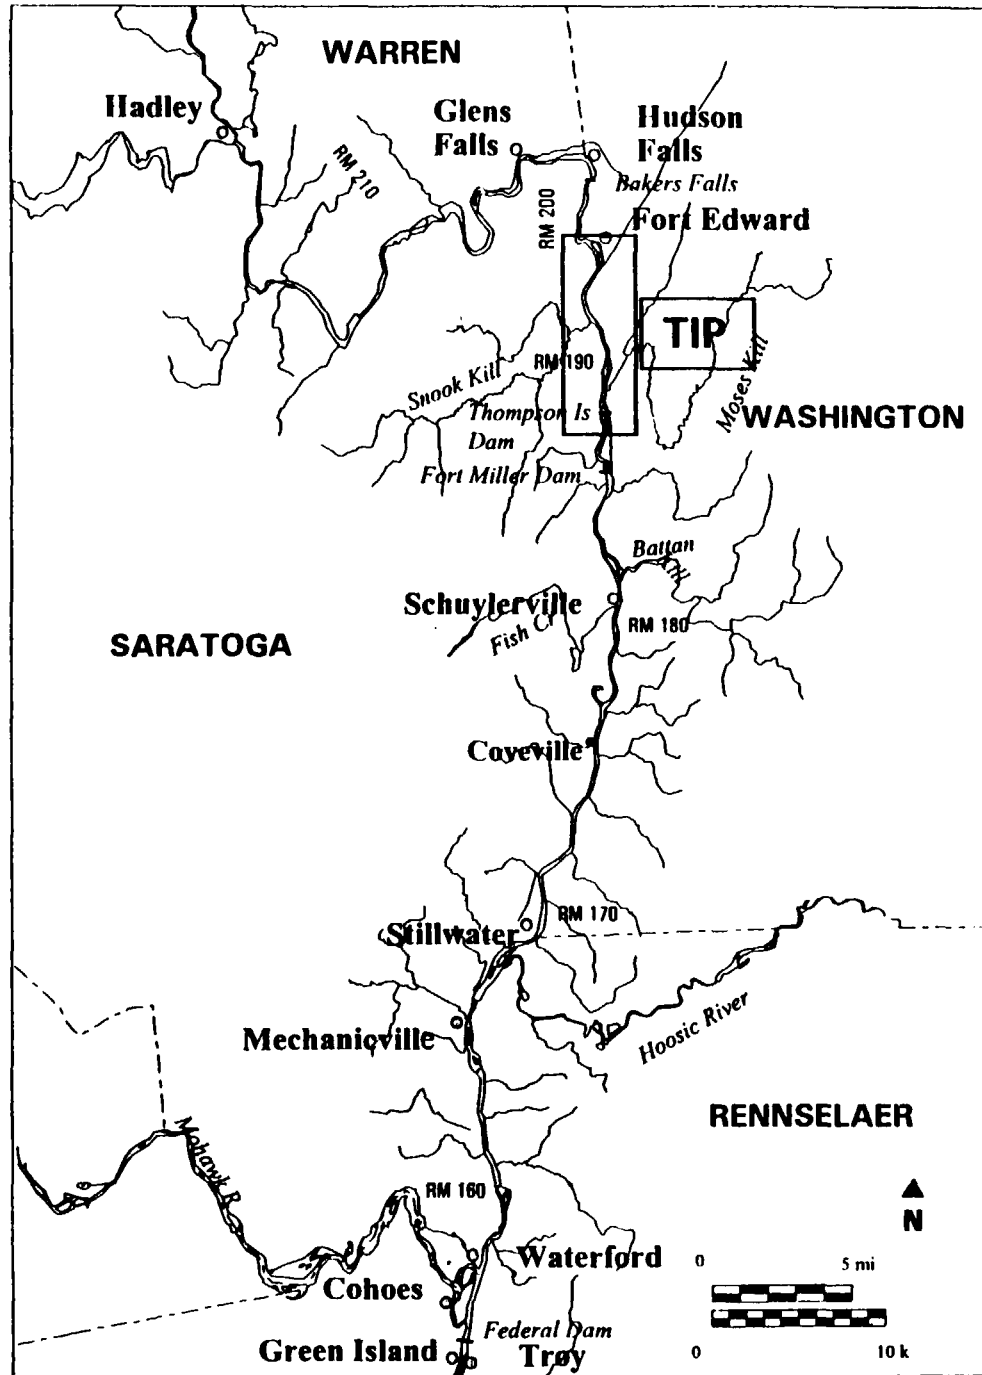 WARREN
Hadley
Glens
Falls
Hudson
Falls
RM 210
Bakers Falls
RM 200
Fort Edward
TIP
RM 190
Snook Kill
Moses Kill
Thompson Is
Dam
WASHINGTON
Fort Miller Dam
Battan
Kill
Schuylerville
Fish Cr
RM 180
SARATOGA
Coveville
RM 170
Stillwater
Mechanicville
Hoosic River
RENNSELAER
Mohawk R.
RM 160
N
Waterford
0 5 mi
Cohoes
Federal Dam
Green Island
Troy
0 10 k